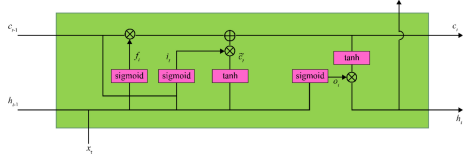 c_{t-1}
c_t
f_t
i_t
c̃_t
tanh
sigmoid
sigmoid
tanh
sigmoid
o_t
h_{t-1}
h_t
x_t